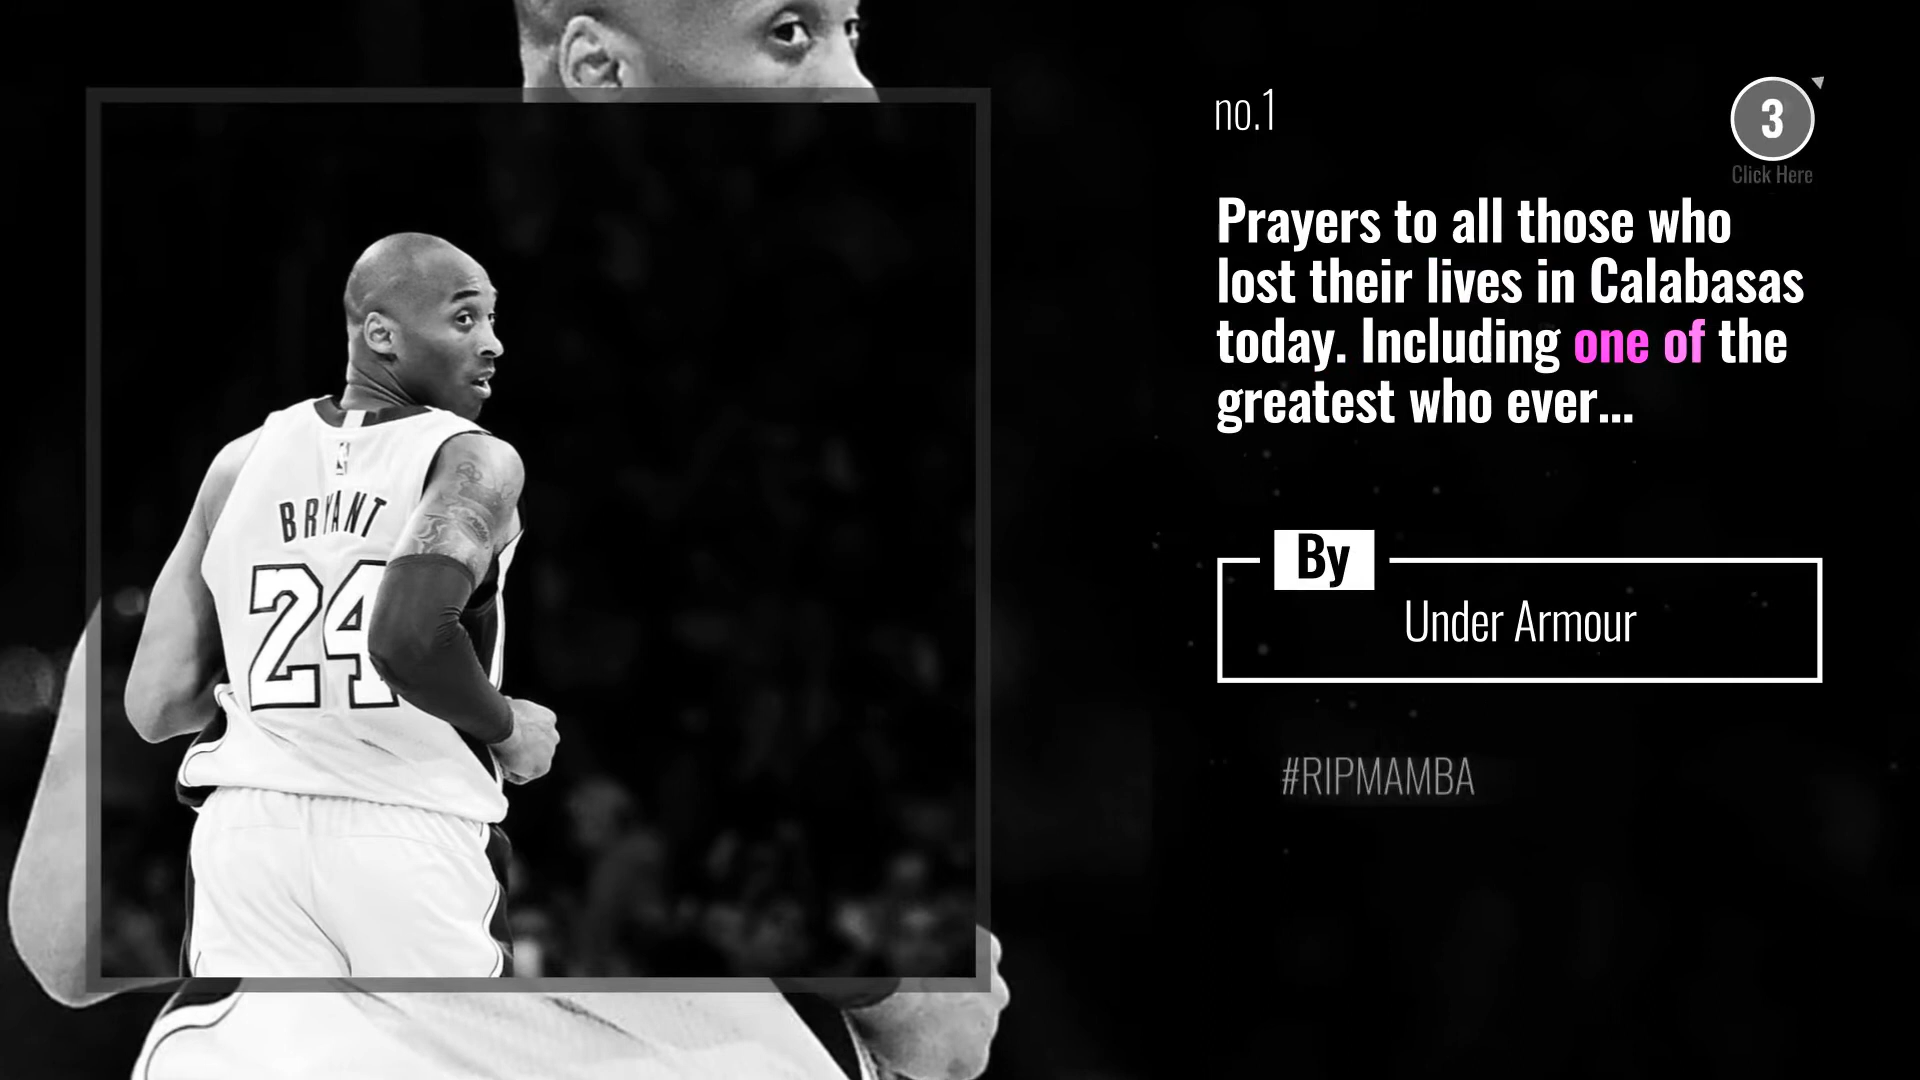 no.1
3
Click Here
Prayers to all those who
lost their lives in Calabasas
today. Including one of the
greatest who ever...
BRYANT
24
By
Under Armour
#RIPMAMBA